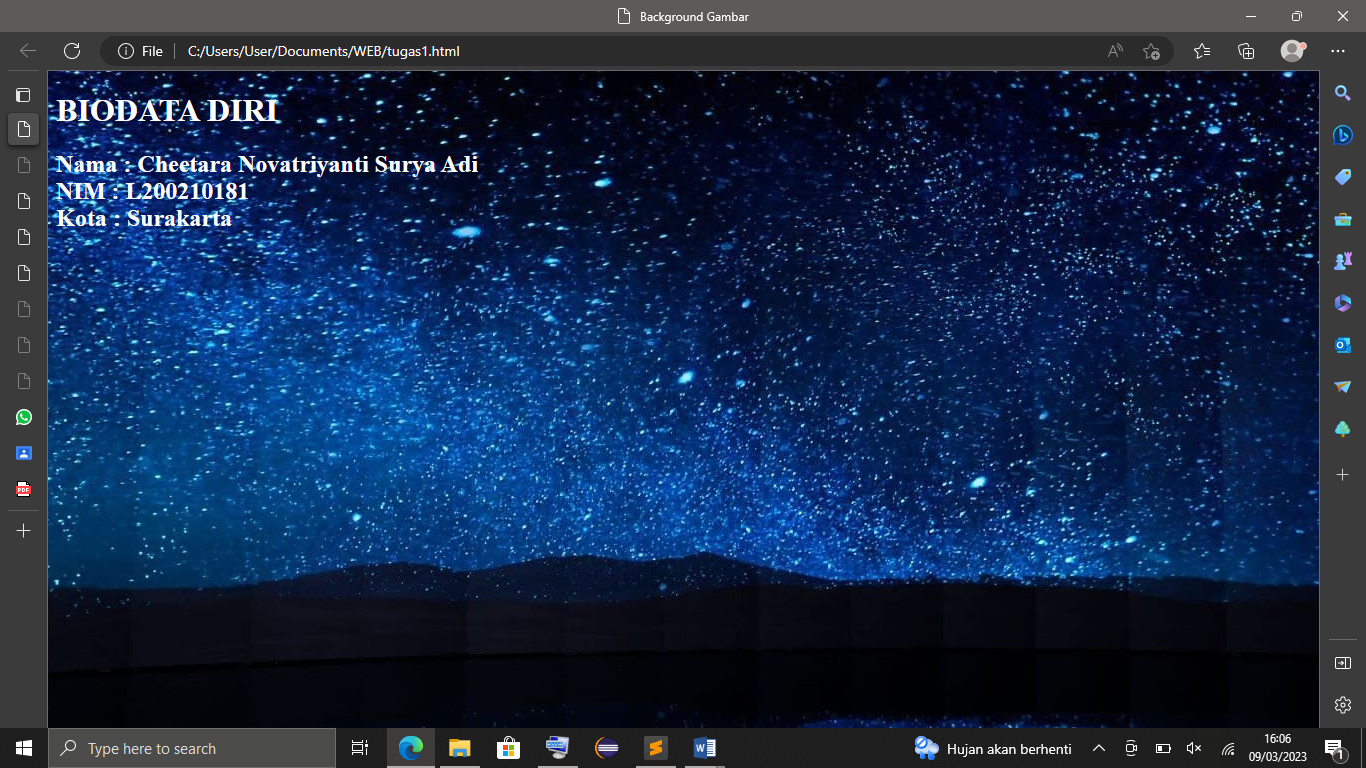 Background Gambar
File C:/Users/User/Documents/WEB/tugas1.html
BIODATA DIRI
Nama : Cheetara Novatriyanti Surya Adi
NIM : L200210181
Kota : Surakarta
PDF
Type here to search
Hujan akan berhenti
16:06
09/03/2023
1